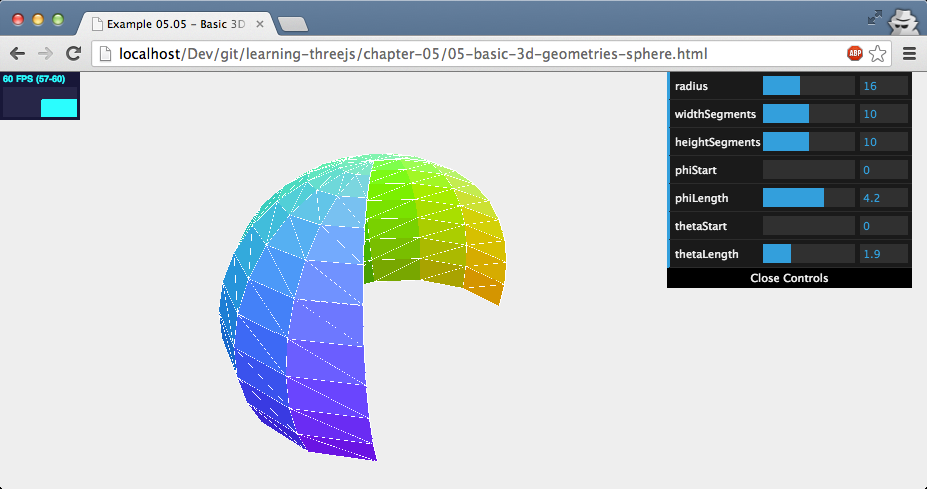 Example 05.05 – Basic 3D
localhost/Dev/git/learning-threejs/chapter-05/05-basic-3d-geometries-sphere.html
ABP
60 FPS (57-60)
radius 16
widthSegments 10
heightSegments 10
phiStart 0
phiLength 4.2
thetaStart 0
thetaLength 1.9
Close Controls